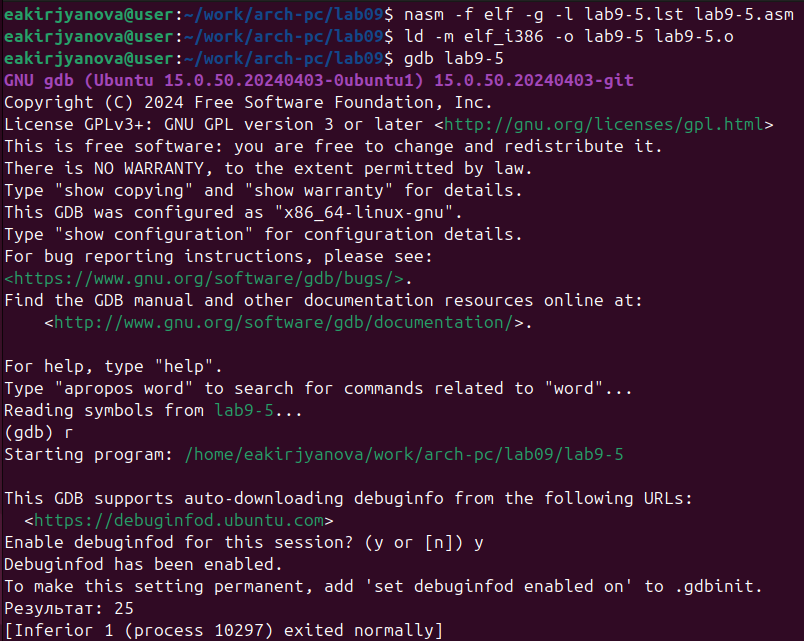 eakirjyanova@user:~/work/arch-pc/lab09$ nasm -f elf -g -l lab9-5.lst lab9-5.asm
eakirjyanova@user:~/work/arch-pc/lab09$ ld -m elf_i386 -o lab9-5 lab9-5.o
eakirjyanova@user:~/work/arch-pc/lab09$ gdb lab9-5
GNU gdb (Ubuntu 15.0.50.20240403-0ubuntu1) 15.0.50.20240403-git
Copyright (C) 2024 Free Software Foundation, Inc.
License GPLv3+: GNU GPL version 3 or later <http://gnu.org/licenses/gpl.html>
This is free software: you are free to change and redistribute it.
There is NO WARRANTY, to the extent permitted by law.
Type "show copying" and "show warranty" for details.
This GDB was configured as "x86_64-linux-gnu".
Type "show configuration" for configuration details.
For bug reporting instructions, please see:
<https://www.gnu.org/software/gdb/bugs/>.
Find the GDB manual and other documentation resources online at:
    <http://www.gnu.org/software/gdb/documentation/>.

For help, type "help".
Type "apropos word" to search for commands related to "word"...
Reading symbols from lab9-5...
(gdb) r
Starting program: /home/eakirjyanova/work/arch-pc/lab09/lab9-5

This GDB supports auto-downloading debuginfo from the following URLs:
  <https://debuginfod.ubuntu.com>
Enable debuginfod for this session? (y or [n]) y
Debuginfod has been enabled.
To make this setting permanent, add 'set debuginfod enabled on' to .gdbinit.
Результат: 25
[Inferior 1 (process 10297) exited normally]